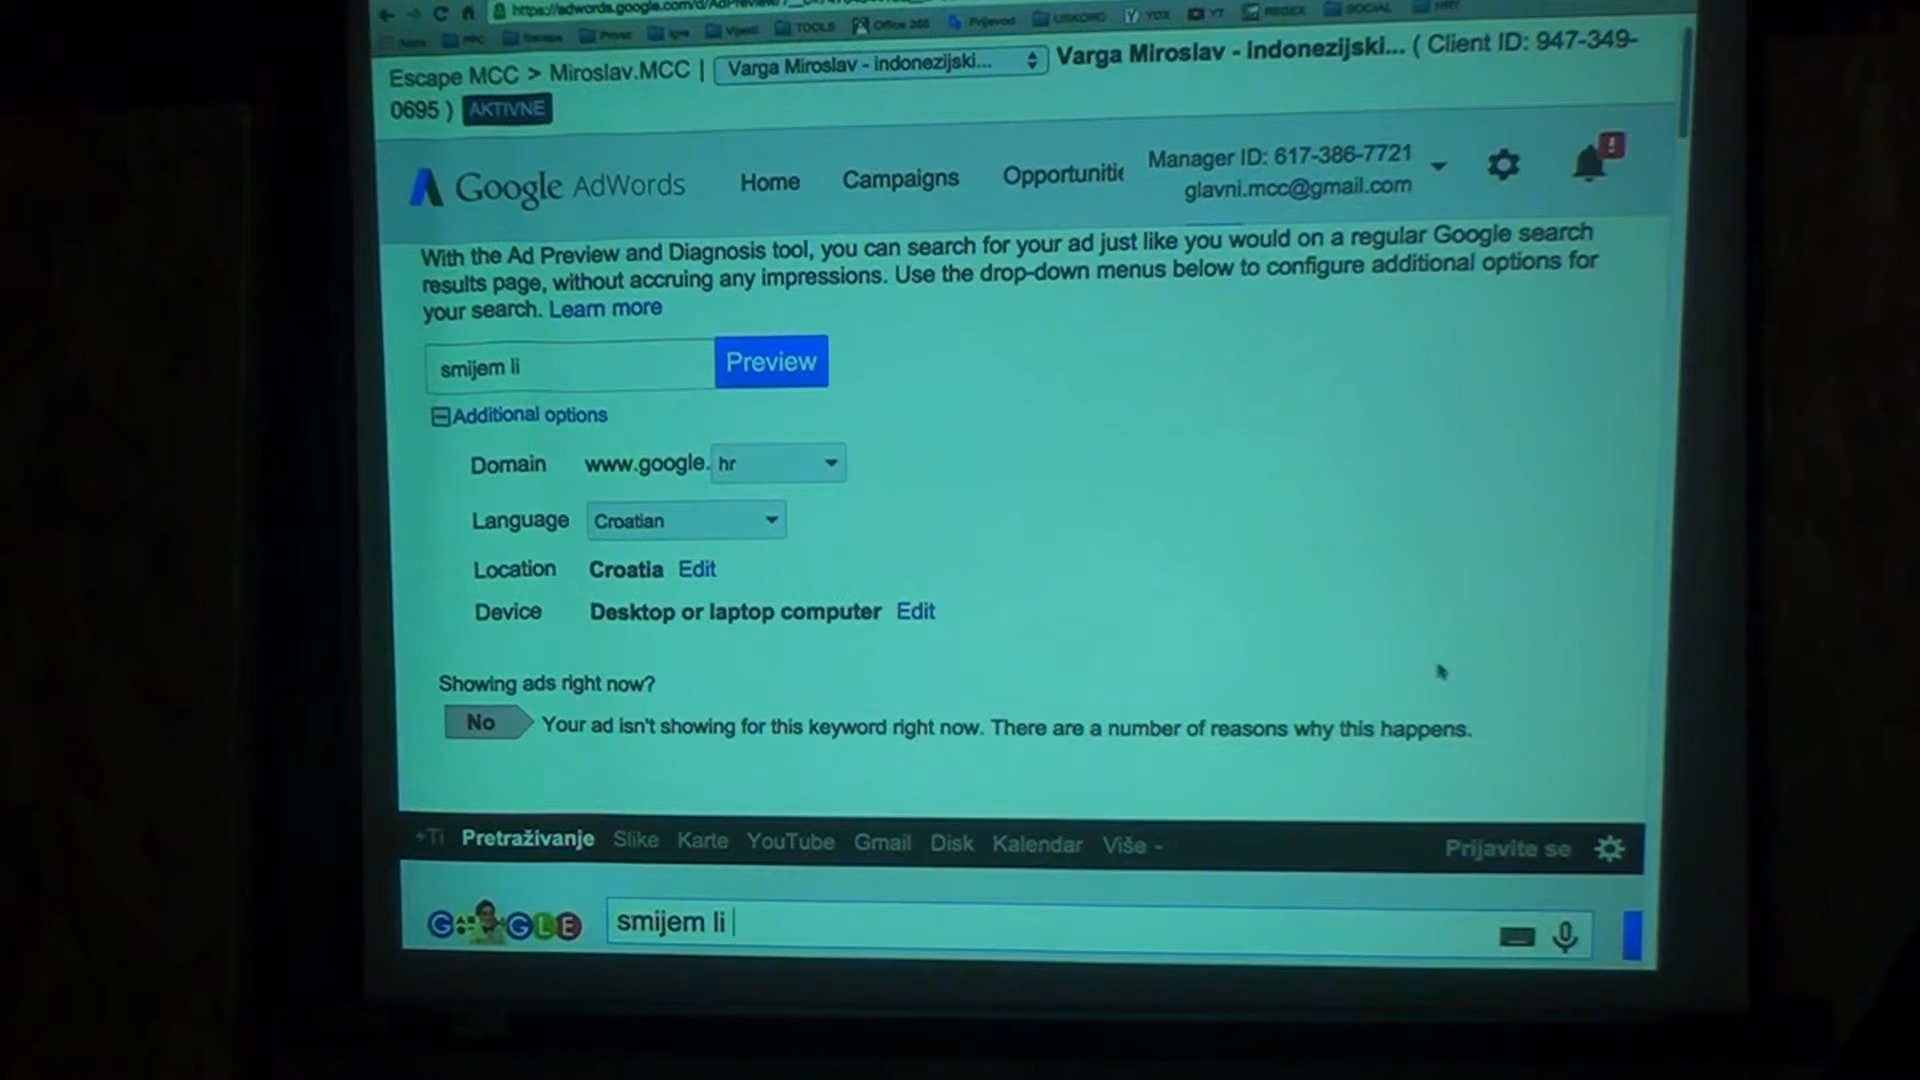 https://adwords.google.com/d/AdPreview/
Apps PPC Escape Privat Igre Vijesti TOOLS Office 365 Prijevod USKORO YOX YT REGEX SOCIAL HRT
Escape MCC > Miroslav.MCC | Varga Miroslav - indonezijski... Varga Miroslav - indonezijski... ( Client ID: 947-349-
0695 ) AKTIVNE
Google AdWords Home Campaigns Opportunitie Manager ID: 617-386-7721
glavni.mcc@gmail.com
With the Ad Preview and Diagnosis tool, you can search for your ad just like you would on a regular Google search
results page, without accruing any impressions. Use the drop-down menus below to configure additional options for
your search. Learn more
smijem li Preview
Additional options
Domain www.google. hr
Language Croatian
Location Croatia Edit
Device Desktop or laptop computer Edit
Showing ads right now?
No Your ad isn't showing for this keyword right now. There are a number of reasons why this happens.
+Ti Pretraživanje Slike Karte YouTube Gmail Disk Kalendar Više Prijavite se
GOOGLE smijem li